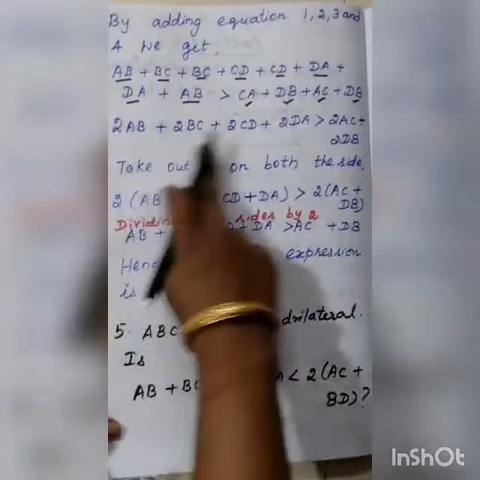 By adding equation 1, 2, 3 and
4 we get,
AB + BC + BC + CD + CD + DA +
DA + AB > CA + DB + AC + DB
2AB + 2BC + 2CD + 2DA > 2AC +
2DB
Take out on both the side,
2 (AB CD + DA) > 2(AC +
DB)
sides by 2
AB + + DA > AC + DB
expression
is
5. ABC
Is
AB + BC < 2 (AC +
BD)?
InShOt